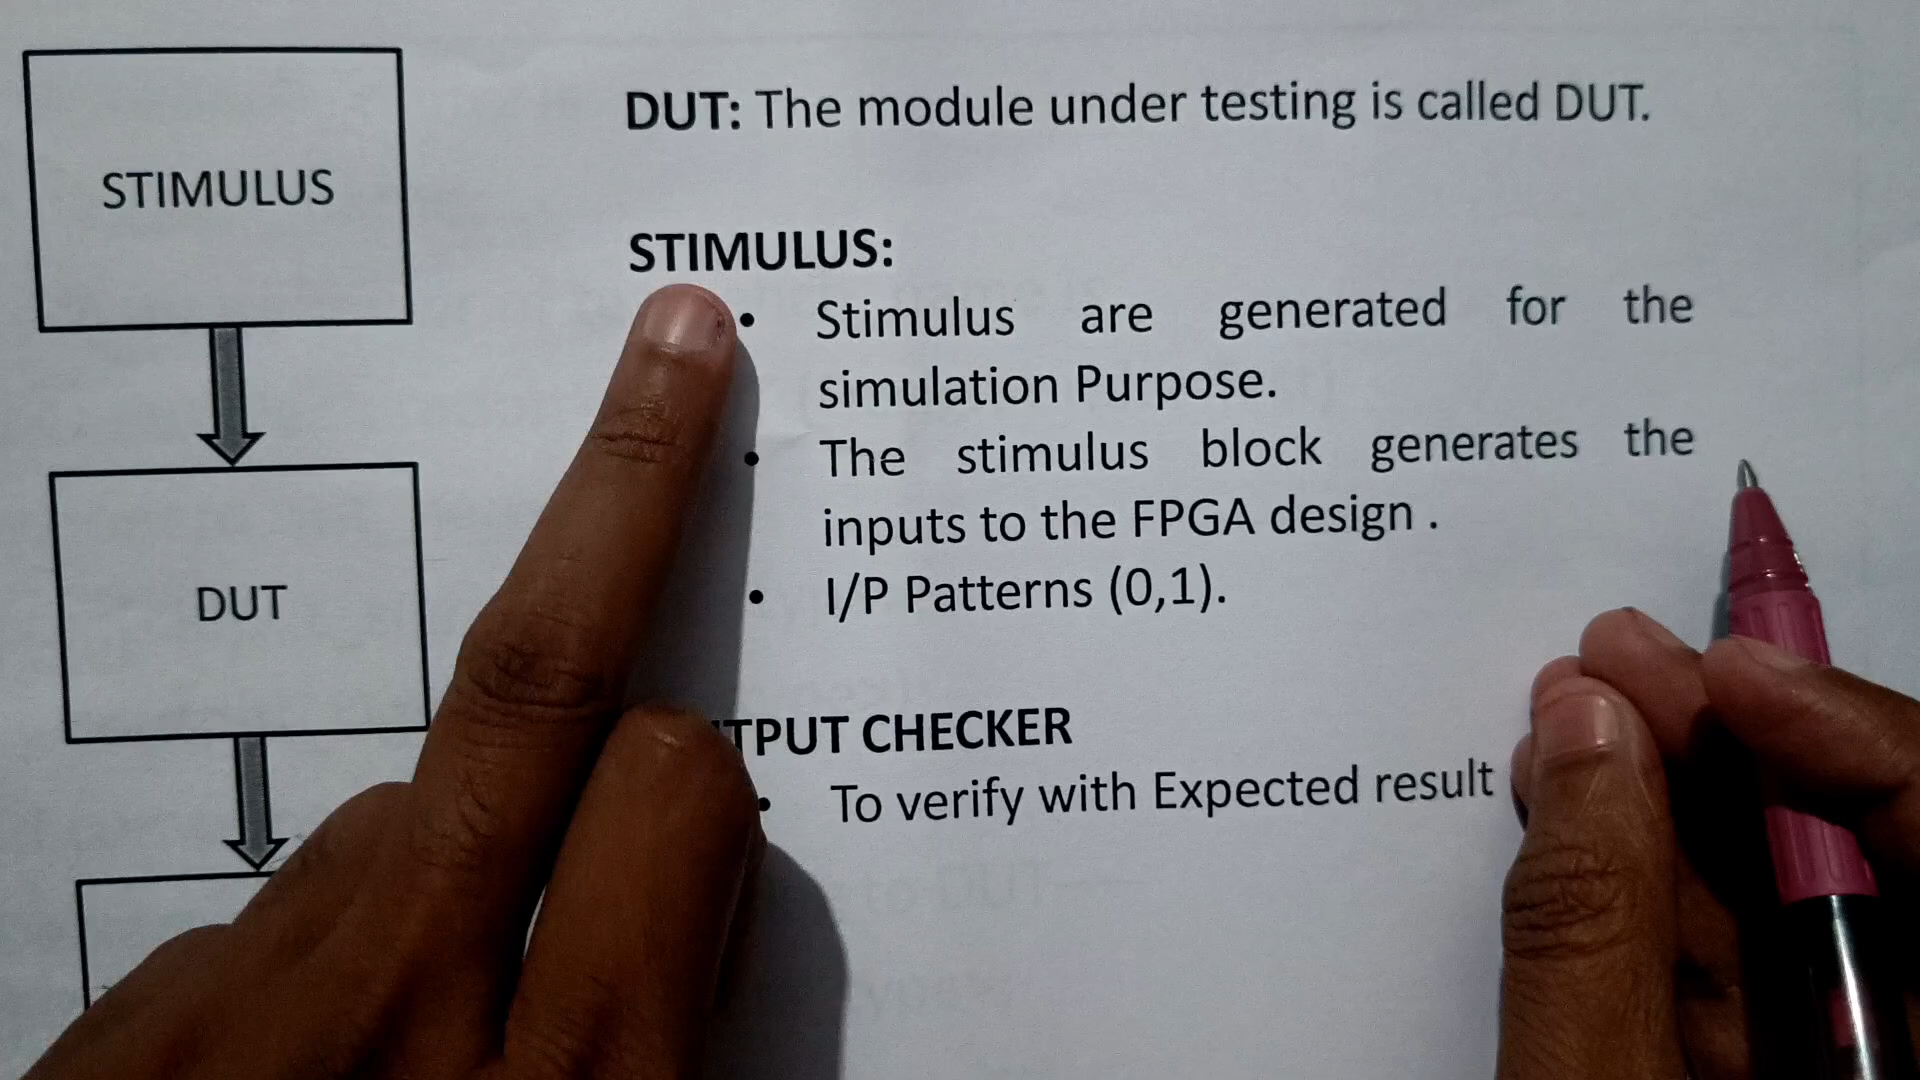 STIMULUS
DUT
DUT: The module under testing is called DUT.
STIMULUS:
• Stimulus are generated for the
simulation Purpose.
• The stimulus block generates the
inputs to the FPGA design .
• I/P Patterns (0,1).
CHECKER
• To verify with Expected result